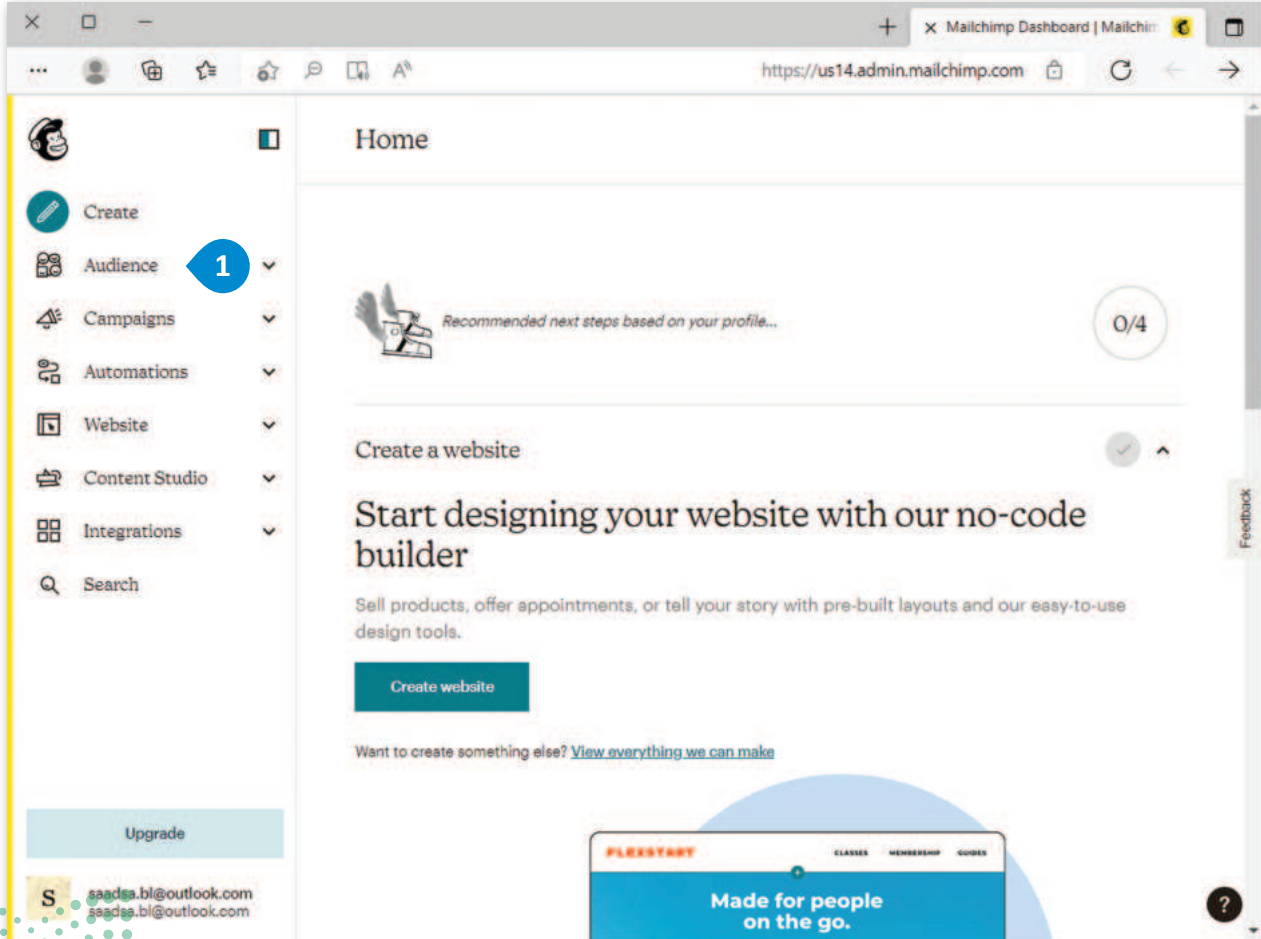 Mailchimp Dashboard | Mailchim
https://us14.admin.mailchimp.com
Home
Create
Audience
1
Campaigns
Automations
Website
Content Studio
Integrations
Search
Upgrade
S
saadsa.bl@outlook.com
saadsa.bl@outlook.com
Recommended next steps based on your profile...
0/4
Create a website
Start designing your website with our no-code
builder
Sell products, offer appointments, or tell your story with pre-built layouts and our easy-to-use
design tools.
Create website
Want to create something else? View everything we can make
FLEXSTART
CLASSES MEMBERSHIP GUIDES
Made for people
on the go.
Feedback
?